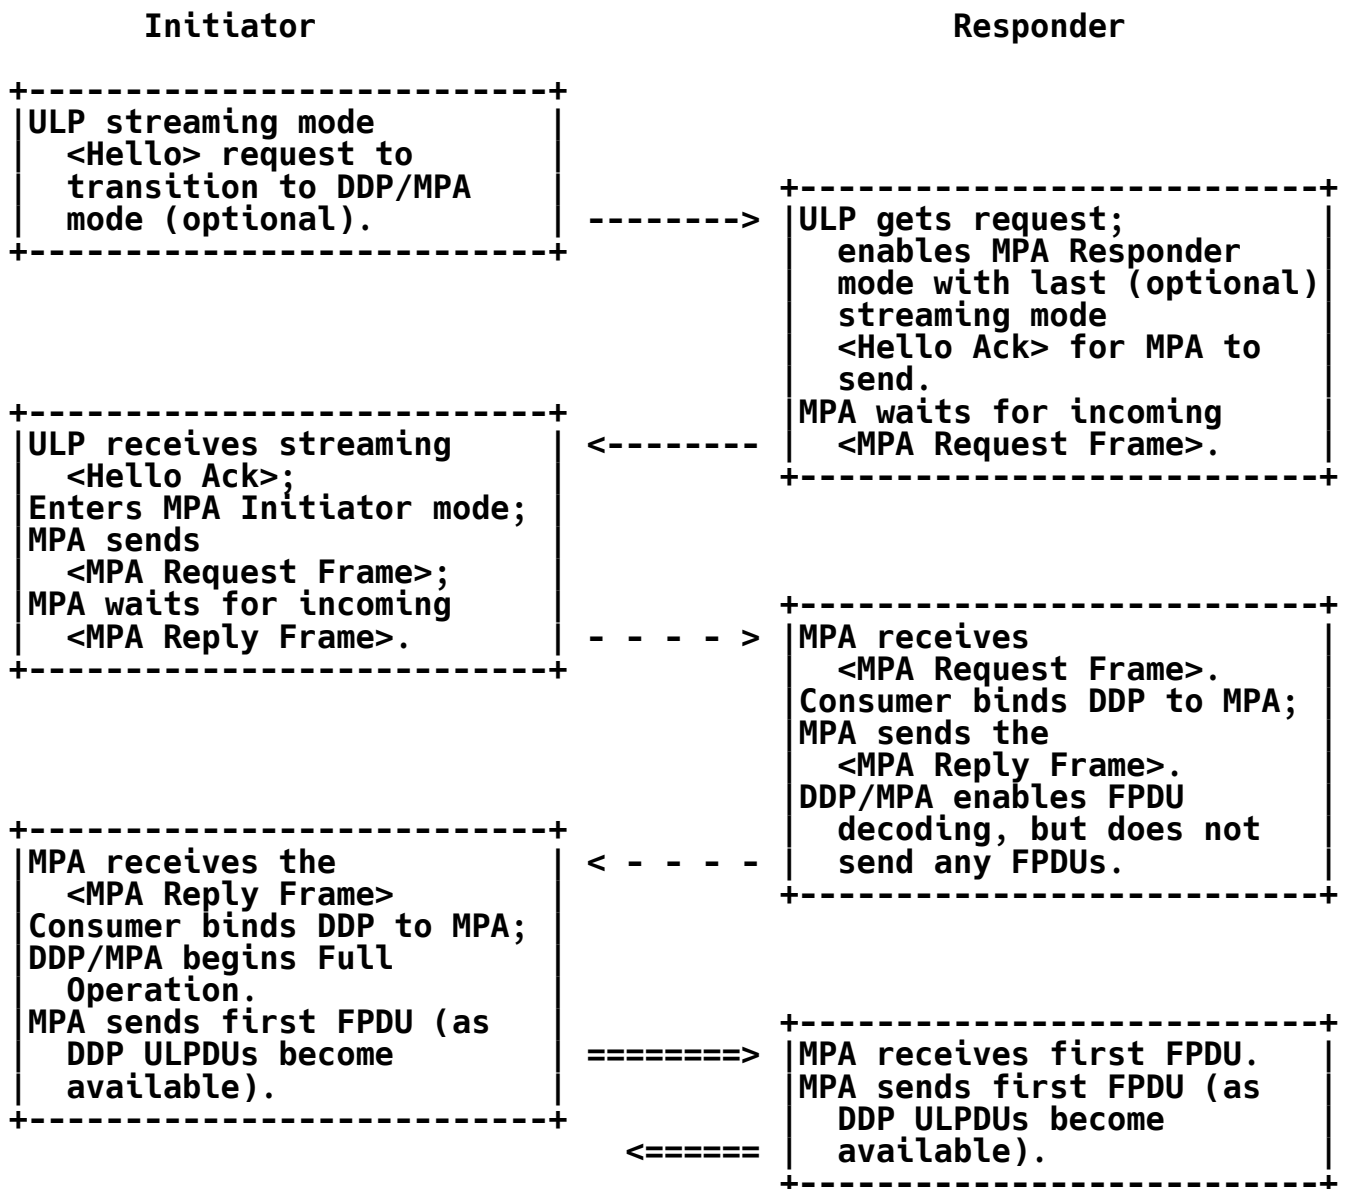 Initiator                                 Responder

+---------------------------+
|ULP streaming mode         |
|  <Hello> request to       |
|  transition to DDP/MPA    |           +---------------------------+
|  mode (optional).         | --------> |ULP gets request;          |
+---------------------------+           |  enables MPA Responder    |
                                        |  mode with last (optional)|
                                        |  streaming mode           |
                                        |  <Hello Ack> for MPA to   |
                                        |  send.                    |
+---------------------------+           |MPA waits for incoming     |
|ULP receives streaming     | <-------- |  <MPA Request Frame>.     |
|  <Hello Ack>;             |           +---------------------------+
|Enters MPA Initiator mode; |
|MPA sends                  |
|  <MPA Request Frame>;     |
|MPA waits for incoming     |           +---------------------------+
|  <MPA Reply Frame>.       | - - - - > |MPA receives               |
+---------------------------+           |  <MPA Request Frame>.     |
                                        |Consumer binds DDP to MPA; |
                                        |MPA sends the              |
                                        |  <MPA Reply Frame>.       |
                                        |DDP/MPA enables FPDU       |
+---------------------------+           |  decoding, but does not   |
|MPA receives the           | < - - - - |  send any FPDUs.          |
|  <MPA Reply Frame>        |           +---------------------------+
|Consumer binds DDP to MPA; |
|DDP/MPA begins Full        |
|  Operation.               |
|MPA sends first FPDU (as   |           +---------------------------+
|  DDP ULPDUs become        | ========> |MPA receives first FPDU.   |
|  available).              |           |MPA sends first FPDU (as   |
+---------------------------+           |  DDP ULPDUs become        |
                                <====== |  available).              |
                                        +---------------------------+